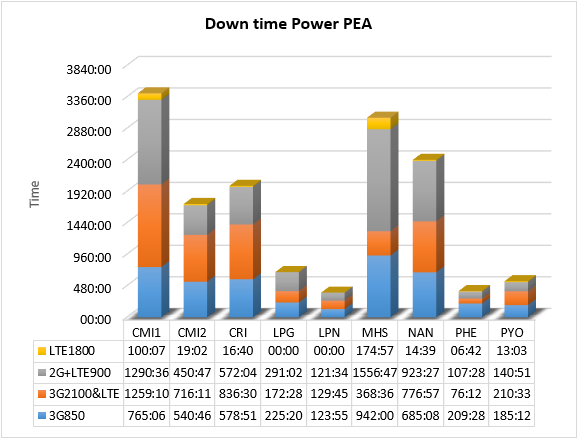 Down time Power PEA
Time
3840:00
3360:00
2880:00
2400:00
1920:00
1440:00
960:00
480:00
00:00
CMI1 CMI2 CRI LPG LPN MHS NAN PHE PYO
LTE1800 100:07 19:02 16:40 00:00 00:00 174:57 14:39 06:42 13:03
2G+LTE900 1290:36 450:47 572:04 291:02 121:34 1556:47 923:27 107:28 140:51
3G2100&LTE 1259:10 716:11 836:30 172:28 129:45 368:36 776:57 76:12 210:33
3G850 765:06 540:46 578:51 225:20 123:55 942:00 685:08 209:28 185:12